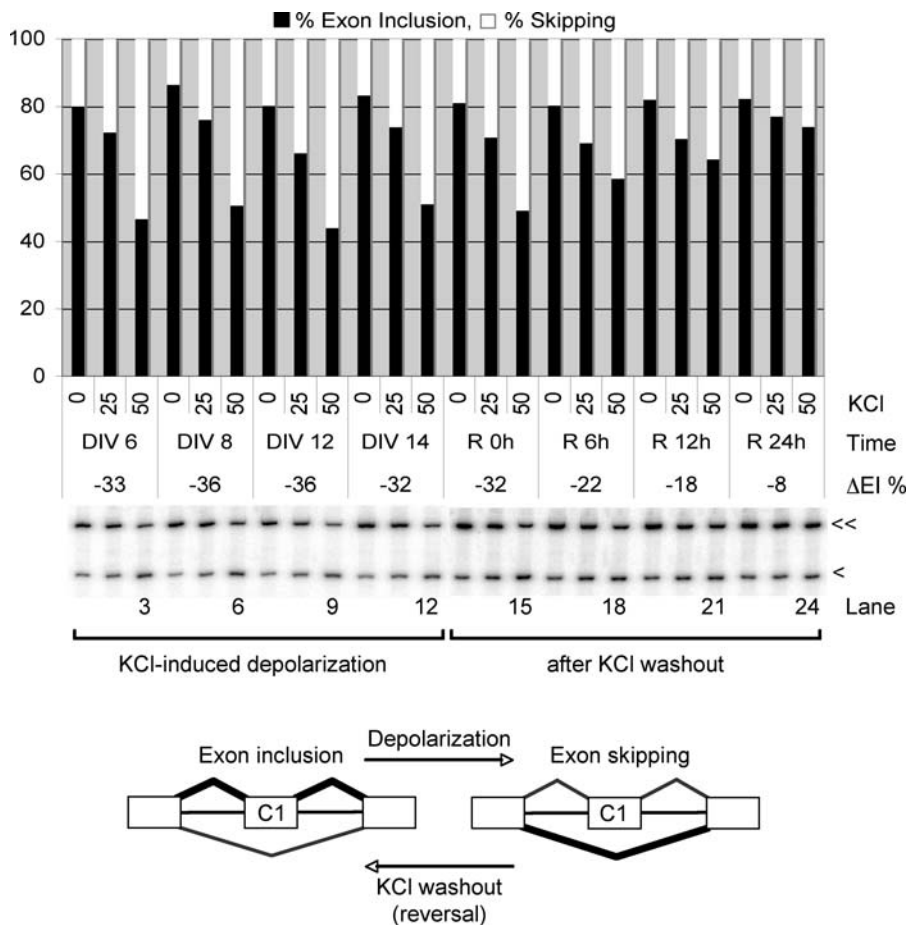 % Exon Inclusion, % Skipping
100
80
60
40
20
0
0 25 50 0 25 50 0 25 50 0 25 50 0 25 50 0 25 50 0 25 50 0 25 50 KCl
DIV 6 DIV 8 DIV 12 DIV 14 R 0h R 6h R 12h R 24h Time
-33 -36 -36 -32 -32 -22 -18 -8 ΔEI %
<<
<
3 6 9 12 15 18 21 24 Lane
KCl-induced depolarization after KCl washout
Exon inclusion Depolarization Exon skipping
C1 C1
KCl washout
(reversal)